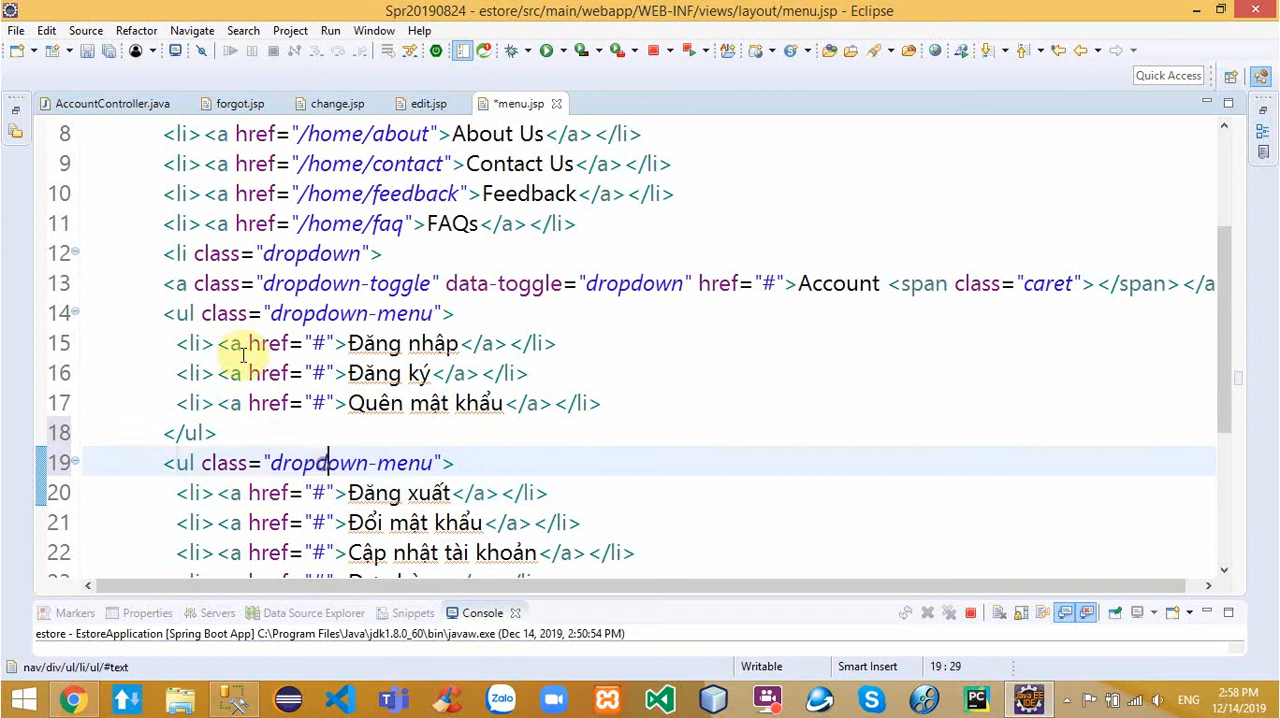 Spr20190824 - estore/src/main/webapp/WEB-INF/views/layout/menu.jsp - Eclipse
File Edit Source Refactor Navigate Search Project Run Window Help
Quick Access
AccountController.java forgot.jsp change.jsp edit.jsp *menu.jsp
8 <li><a href="/home/about">About Us</a></li>
9 <li><a href="/home/contact">Contact Us</a></li>
10 <li><a href="/home/feedback">Feedback</a></li>
11 <li><a href="/home/faq">FAQs</a></li>
12 <li class="dropdown">
13 <a class="dropdown-toggle" data-toggle="dropdown" href="#">Account <span class="caret"></span></a
14 <ul class="dropdown-menu">
15 <li><a href="#">Đăng nhập</a></li>
16 <li><a href="#">Đăng ký</a></li>
17 <li><a href="#">Quên mật khẩu</a></li>
18 </ul>
19 <ul class="dropdown-menu">
20 <li><a href="#">Đăng xuất</a></li>
21 <li><a href="#">Đổi mật khẩu</a></li>
22 <li><a href="#">Cập nhật tài khoản</a></li>
Markers Properties Servers Data Source Explorer Snippets Console
estore - EstoreApplication [Spring Boot App] C:\Program Files\Java\jdk1.8.0_60\bin\javaw.exe (Dec 14, 2019, 2:50:54 PM)
nav/div/ul/li/ul/#text Writable Smart Insert 19 : 29
Zalo PC ENG 2:58 PM
12/14/2019